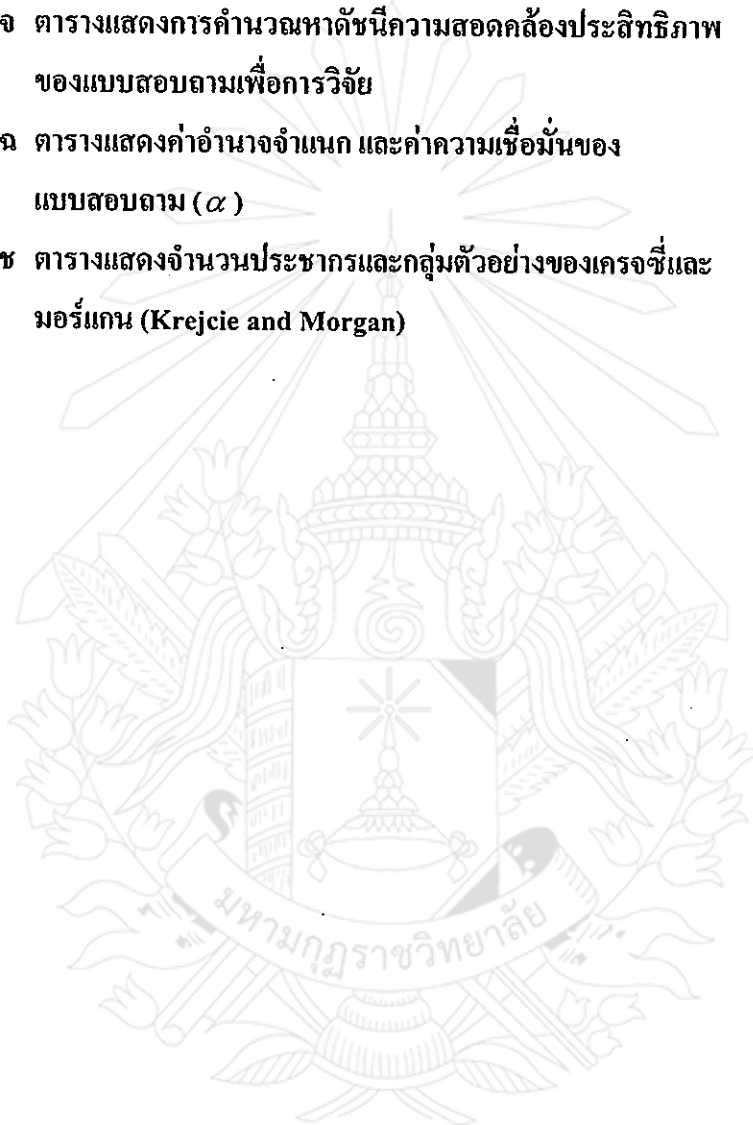 จ ตารางแสดงการคำนวณหาดัชนีความสอดคล้องประสิทธิภาพ
ของแบบสอบถามเพื่อการวิจัย
ฉ ตารางแสดงค่าอำนาจจำแนก และค่าความเชื่อมั่นของ
แบบสอบถาม (α)
ช ตารางแสดงจำนวนประชากรและกลุ่มตัวอย่างของเครจซี่และ
มอร์แกน (Krejcie and Morgan)
มหามกุฏราชวิทยาลัย